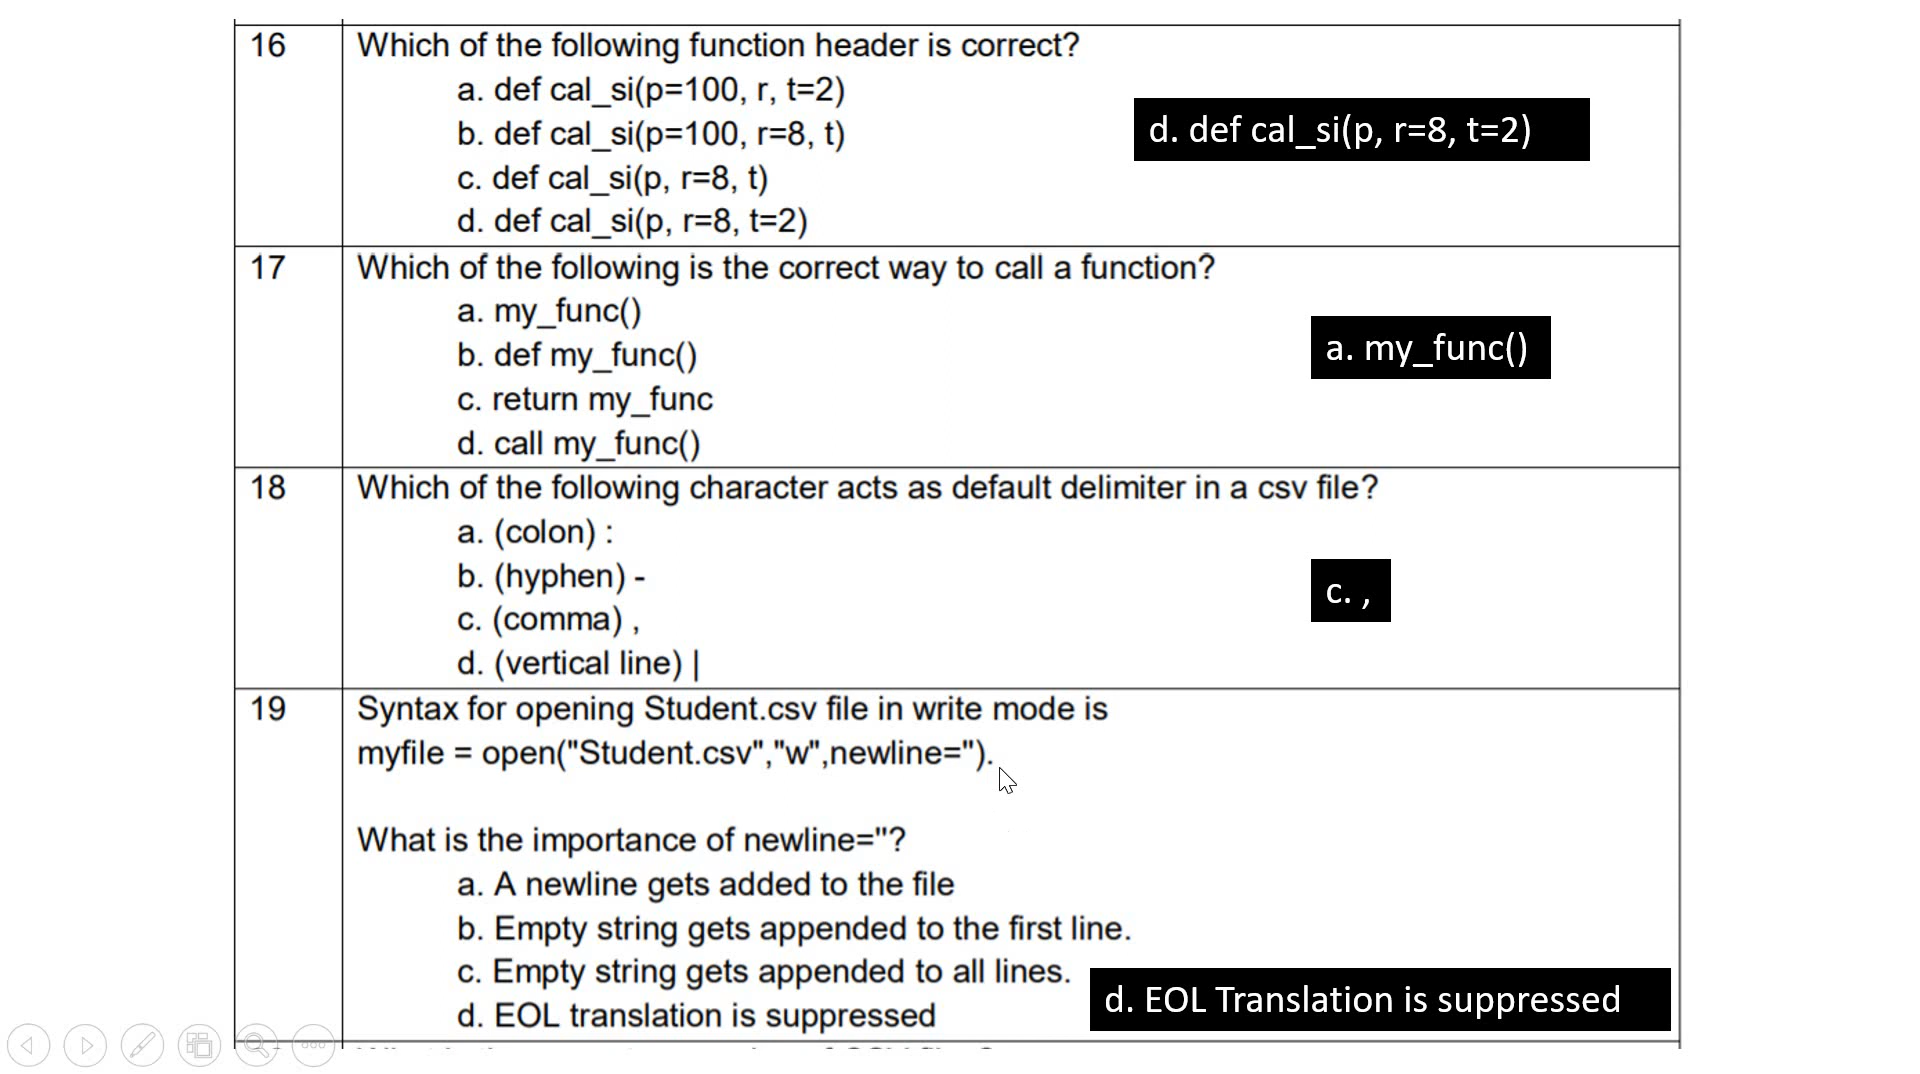 16 Which of the following function header is correct?
a. def cal_si(p=100, r, t=2)
b. def cal_si(p=100, r=8, t)
c. def cal_si(p, r=8, t)
d. def cal_si(p, r=8, t=2)
d. def cal_si(p, r=8, t=2)
17 Which of the following is the correct way to call a function?
a. my_func()
b. def my_func()
c. return my_func
d. call my_func()
a. my_func()
18 Which of the following character acts as default delimiter in a csv file?
a. (colon) :
b. (hyphen) -
c. (comma) ,
d. (vertical line) |
c. ,
19 Syntax for opening Student.csv file in write mode is
myfile = open("Student.csv","w",newline='').
What is the importance of newline=''?
a. A newline gets added to the file
b. Empty string gets appended to the first line.
c. Empty string gets appended to all lines.
d. EOL translation is suppressed
d. EOL Translation is suppressed